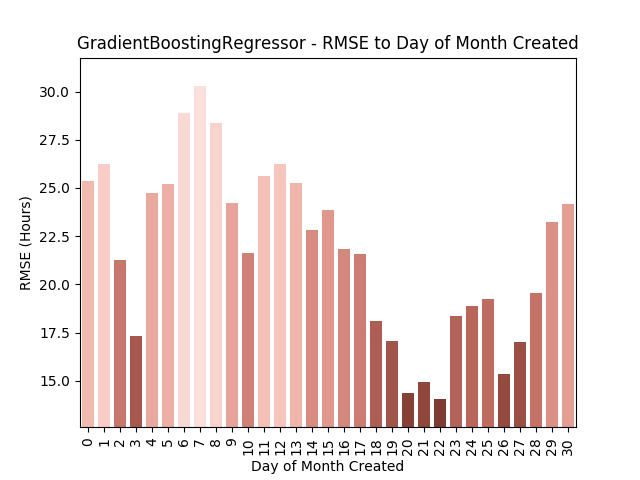 GradientBoostingRegressor - RMSE to Day of Month Created
30.0
27.5
25.0
22.5
20.0
17.5
15.0
RMSE (Hours)
0 1 2 3 4 5 6 7 8 9 10 11 12 13 14 15 16 17 18 19 20 21 22 23 24 25 26 27 28 29 30
Day of Month Created